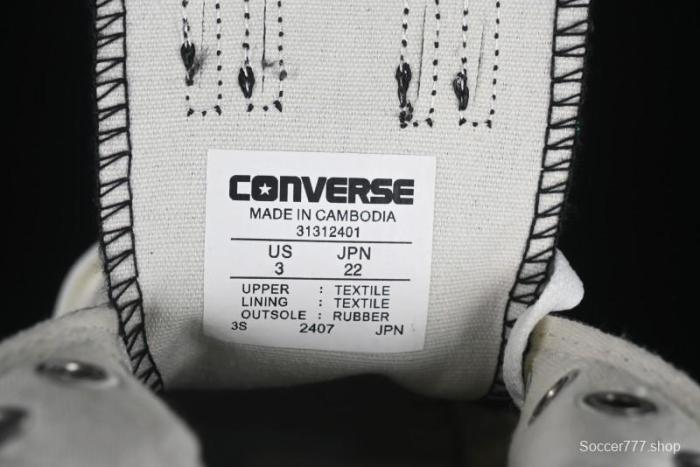 CONVERSE
MADE IN CAMBODIA
31312401
US JPN
3 22
UPPER : TEXTILE
LINING : TEXTILE
OUTSOLE : RUBBER
3S 2407 JPN
Soccer777.shop